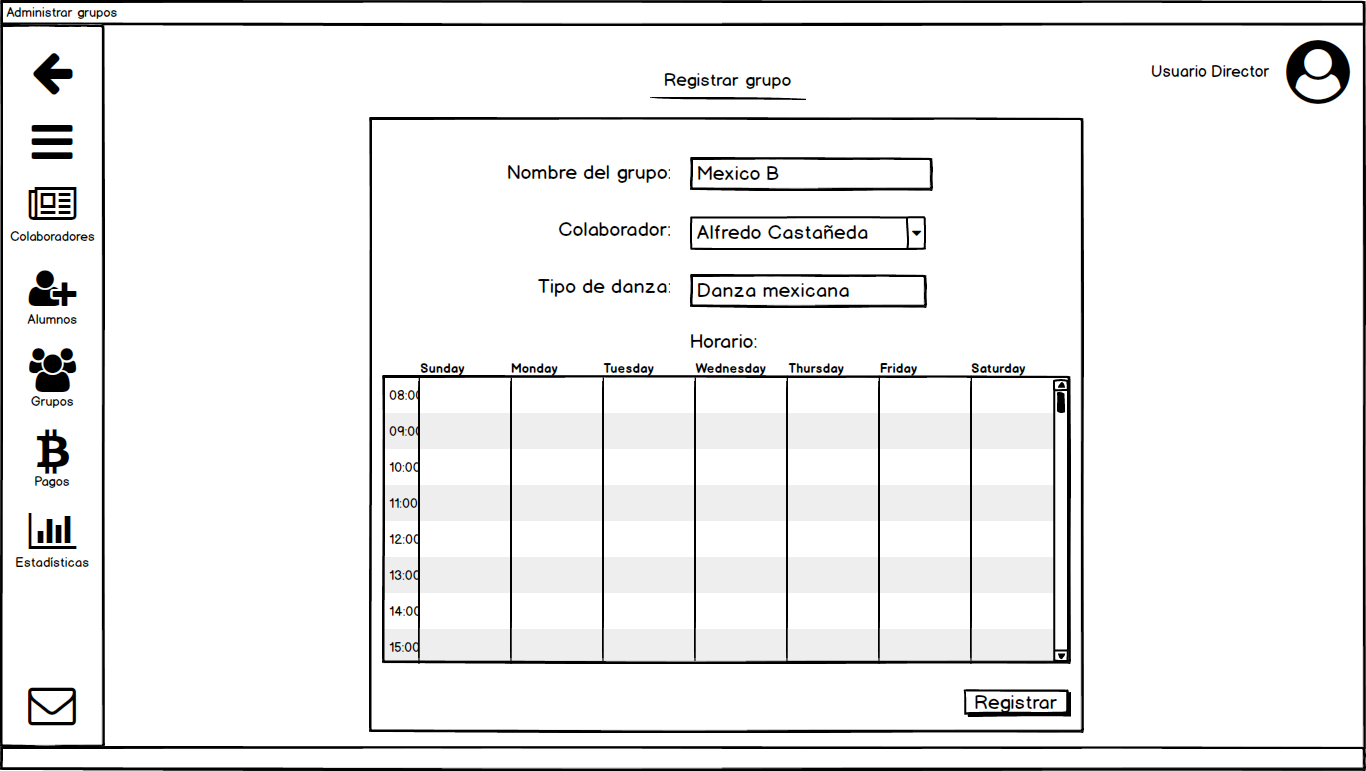 Administrar grupos
Usuario Director
Registrar grupo
Colaboradores
Alumnos
Grupos
Pagos
Estadísticas
Nombre del grupo: Mexico B
Colaborador: Alfredo Castañeda
Tipo de danza: Danza mexicana
Horario:
Sunday Monday Tuesday Wednesday Thursday Friday Saturday
08:00
09:00
10:00
11:00
12:00
13:00
14:00
15:00
Registrar